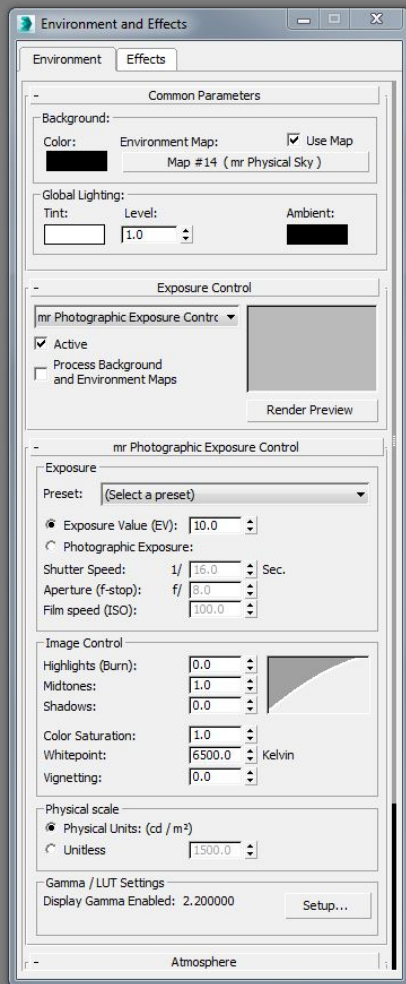 Environment and Effects
Environment Effects
- Common Parameters
Background:
Color: Environment Map: Use Map
Map #14 ( mr Physical Sky )
Global Lighting:
Tint: Level: Ambient:
1.0
- Exposure Control
mr Photographic Exposure Contrc
Active
Process Background
and Environment Maps
Render Preview
- mr Photographic Exposure Control
Exposure
Preset: (Select a preset)
Exposure Value (EV): 10.0
Photographic Exposure:
Shutter Speed: 1/ 16.0 Sec.
Aperture (f-stop): f/ 8.0
Film speed (ISO): 100.0
Image Control
Highlights (Burn): 0.0
Midtones: 1.0
Shadows: 0.0
Color Saturation: 1.0
Whitepoint: 6500.0 Kelvin
Vignetting: 0.0
Physical scale
Physical Units: (cd / m²)
Unitless 1500.0
Gamma / LUT Settings
Display Gamma Enabled: 2.200000 Setup...
- Atmosphere